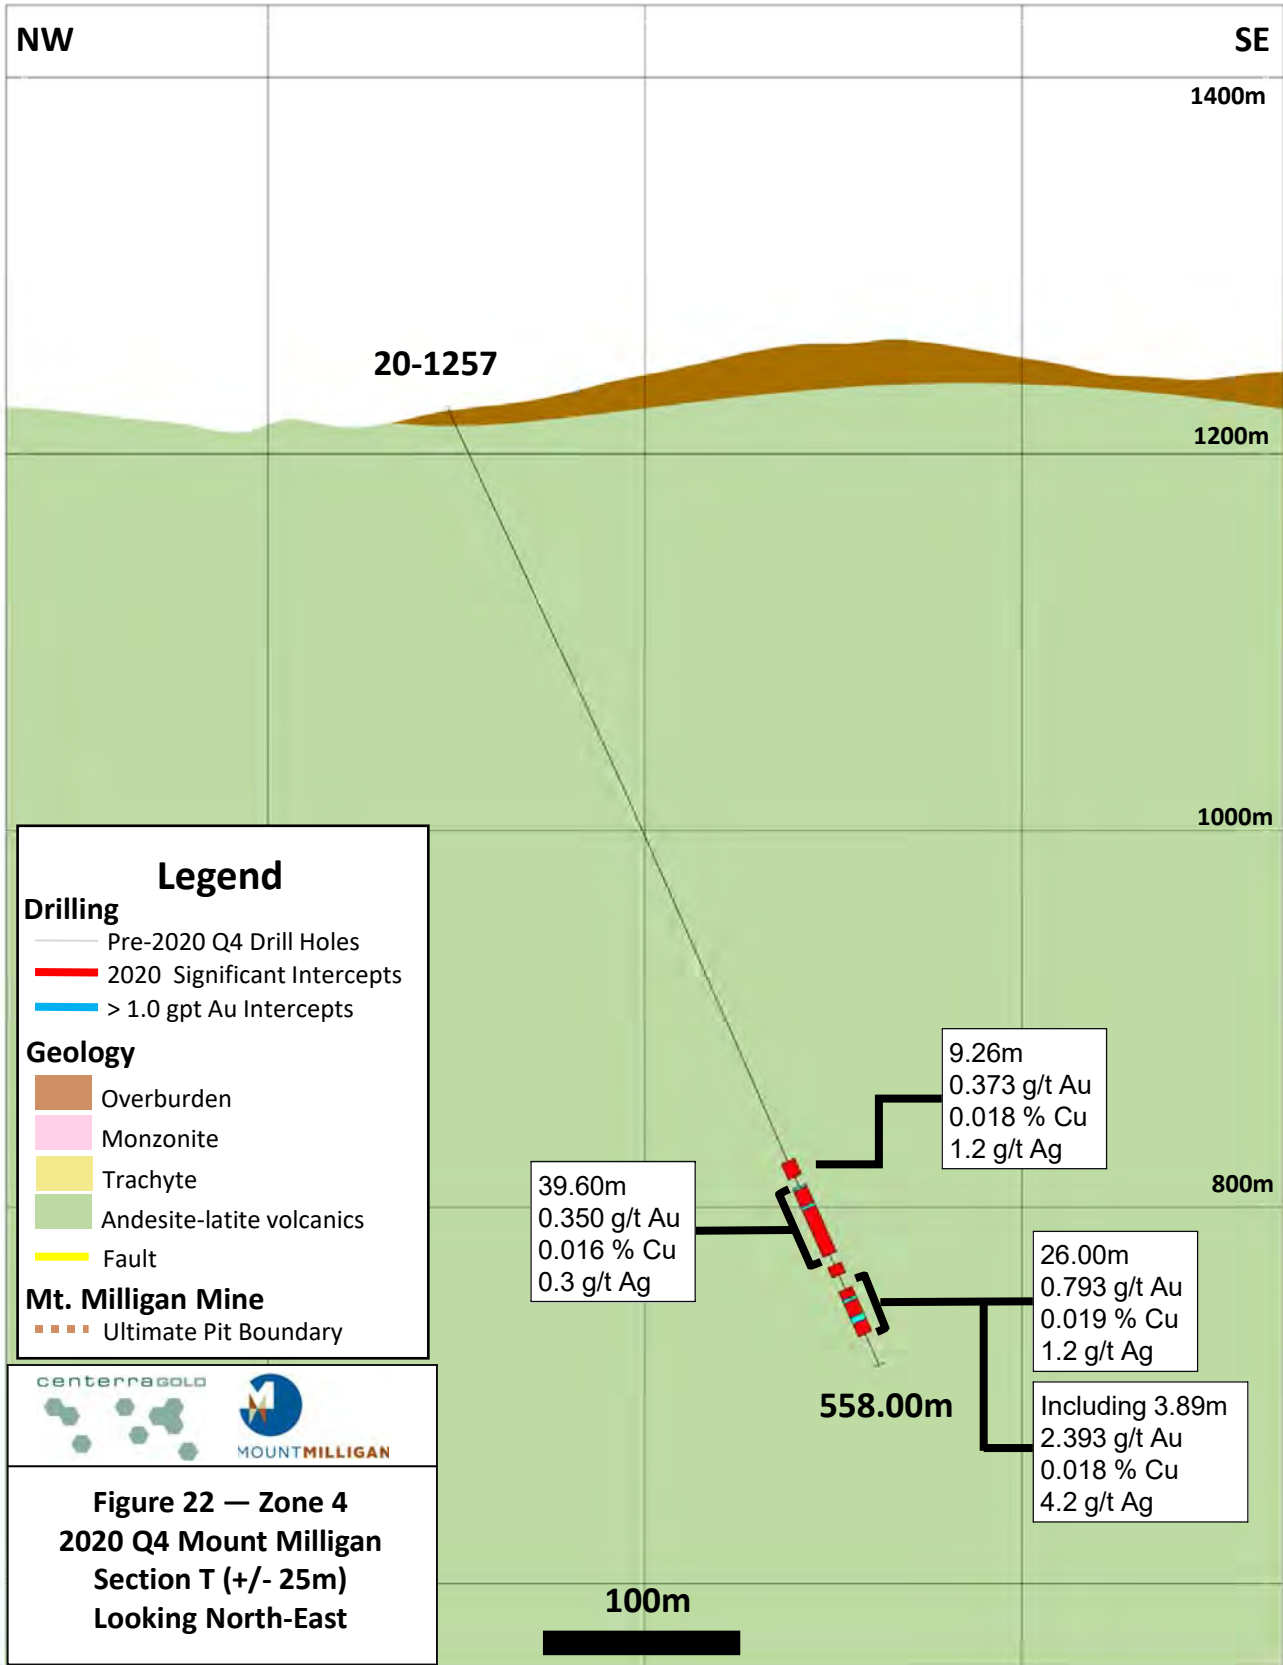 NW
SE
1400m
20-1257
1200m
1000m
Legend
Drilling
Pre-2020 Q4 Drill Holes
2020  Significant Intercepts
> 1.0 gpt Au Intercepts
Geology
Overburden
Monzonite
Trachyte
Andesite-latite volcanics
Fault
Mt. Milligan Mine
Ultimate Pit Boundary
9.26m
0.373 g/t Au
0.018 % Cu
1.2 g/t Ag
800m
39.60m
0.350 g/t Au
0.016 % Cu
0.3 g/t Ag
26.00m
0.793 g/t Au
0.019 % Cu
1.2 g/t Ag
Including 3.89m
2.393 g/t Au
0.018 % Cu
4.2 g/t Ag
558.00m
centerraGOLD
MOUNTMILLIGAN
Figure 22 — Zone 4
2020 Q4 Mount Milligan
Section T (+/- 25m)
Looking North-East
100m